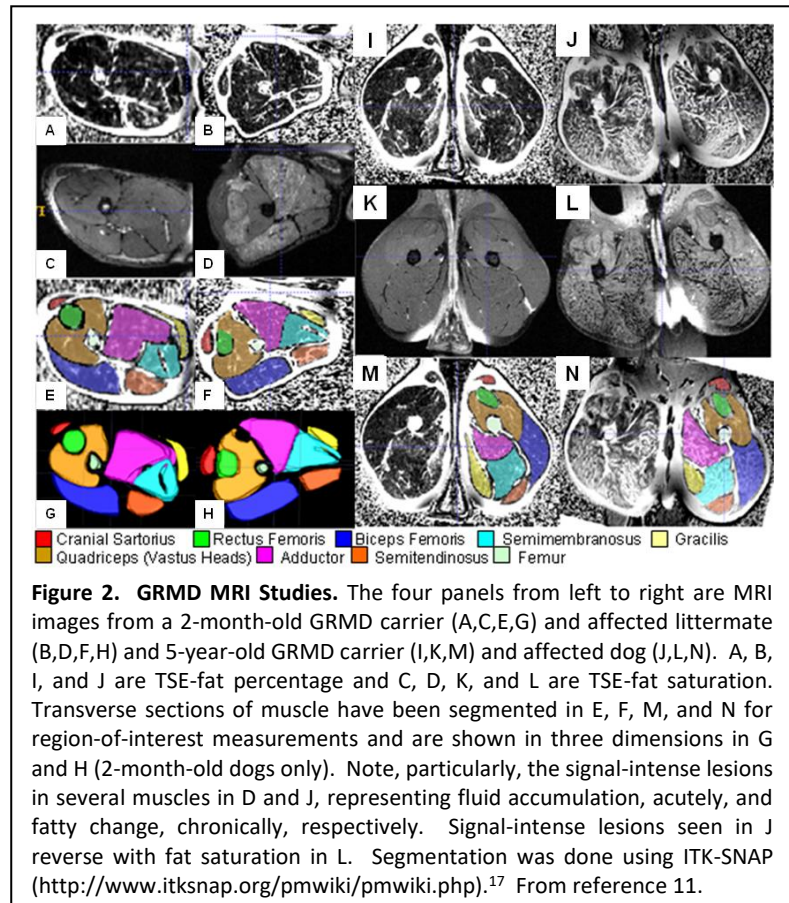 A
B
I
J
C
D
K
L
E
F
M
N
G
H
Cranial Sartorius Rectus Femoris Biceps Femoris Semimembranosus Gracilis
Quadriceps (Vastus Heads) Adductor Semitendinosus Femur
Figure 2. GRMD MRI Studies. The four panels from left to right are MRI
images from a 2-month-old GRMD carrier (A,C,E,G) and affected littermate
(B,D,F,H) and 5-year-old GRMD carrier (I,K,M) and affected dog (J,L,N). A, B,
I, and J are TSE-fat percentage and C, D, K, and L are TSE-fat saturation.
Transverse sections of muscle have been segmented in E, F, M, and N for
region-of-interest measurements and are shown in three dimensions in G
and H (2-month-old dogs only). Note, particularly, the signal-intense lesions
in several muscles in D and J, representing fluid accumulation, acutely, and
fatty change, chronically, respectively. Signal-intense lesions seen in J
reverse with fat saturation in L. Segmentation was done using ITK-SNAP
(http://www.itksnap.org/pmwiki/pmwiki.php).17 From reference 11.